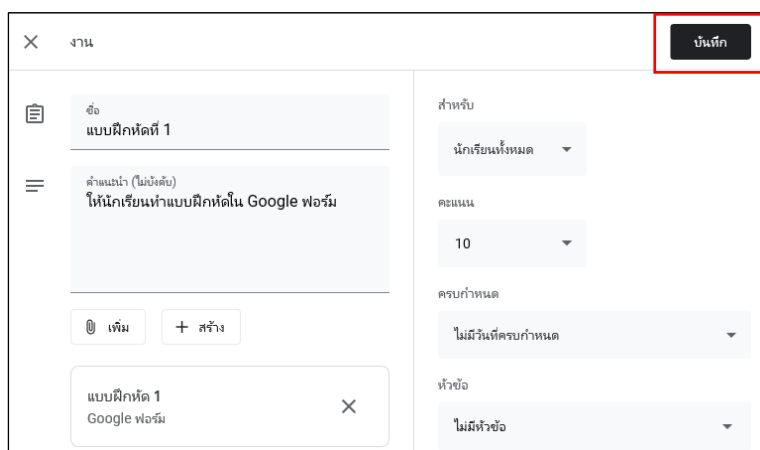 งาน
บันทึก
ชื่อ
แบบฝึกหัดที่ 1
คำแนะนำ (ไม่บังคับ)
ให้นักเรียนทำแบบฝึกหัดใน Google ฟอร์ม
เพิ่ม
สร้าง
แบบฝึกหัด 1
Google ฟอร์ม
สำหรับ
นักเรียนทั้งหมด
คะแนน
10
ครบกำหนด
ไม่มีวันที่ครบกำหนด
หัวข้อ
ไม่มีหัวข้อ